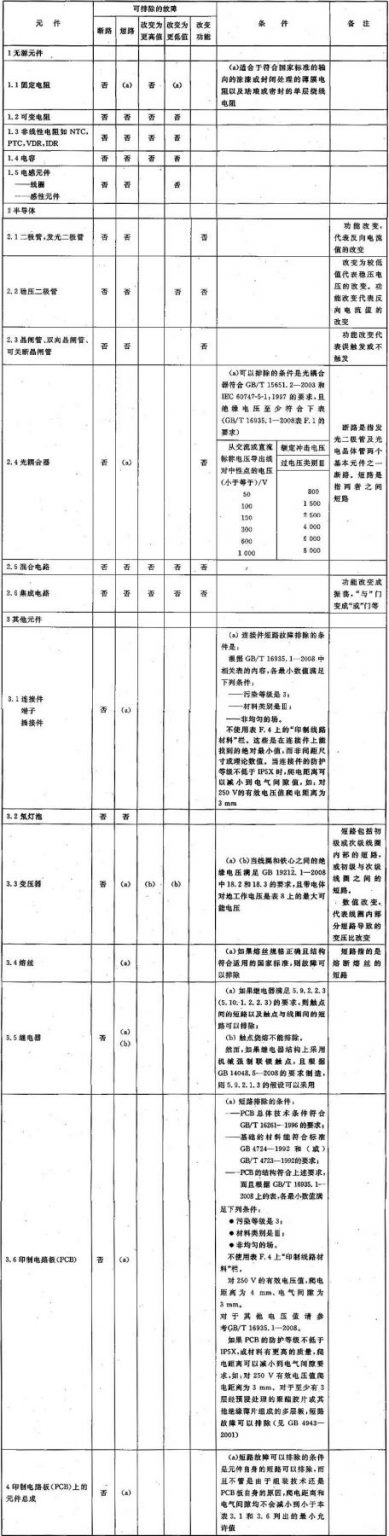 元 件 可排除的故障 条 件 备 注
断路 短路 改变为更高值 改变为更低值 改变功能
1 无源元件
1.1 固定电阻 否 (a) 否 (a)
(a)适合于符合国家标准的轴
向的涂漆或封闭处理的薄膜电
阻以及珐琅或密封的单层绕线
电阻
1.2 可变电阻 否 否 否 否
1.3 非线性电阻如 NTC,
PTC,VDR,IDR 否 否 否 否
1.4 电容 否 否 否 否
1.5 电感元件
——线圈
——感性元件 否 否 否
2 半导体
2.1 二极管,发光二极管 否 否 否
功能改变,
代表反向电流
值的改变
2.2 稳压二极管 否 否 否 否
改变为较低
值代表稳压电
压的改变。功
能改变代表反
向电流值的
改变
2.3 晶闸管、双向晶闸管、
可关断晶闸管 否 否 否
功能改变代
表误触发或不
触发
2.4 光耦合器 否 (a) 否
(a)可以排除的条件是光耦合
器符合 GB/T 15651.2—2003 和
IEC 60747-5-1:1997 的要求,且
绝缘电压至少符合下表
(GB/T 16935.1—2008表 F.1 的
要求)
从交流或直流
标称电压导出线
对中性点的电压
(小于等于)/V
额定冲击电压
过电压类别Ⅲ
50 800
100 1 500
150 2 500
300 4 000
600 6 000
1 000 8 000
断路是指发
光二极管及光
电晶体管两个
基本元件之一
断路。短路是
指两者之间
短路
2.5 混合电路 否 否 否 否 否
2.6 集成电路 否 否 否 否 否
功能改变成
振荡,“与”门
变成“或”门等
3 其他元件
3.1 连接件
端子
接插件 否 (a)
(a) 连接件短路故障排除的条
件是:
根据 GB/T 16935.1—2008 中
相关表的内容,各最小数值满足
下列条件:
——污染等级是 3;
——材料类别是Ⅲ;
——非均匀的场。
不使用表 F.4 上的“印制线路
材料”栏。这些是在连接件上能
找到的绝对最小值,而非间距尺
寸或理论数值。当连接件的防护
等级不低于 IP5X 时,爬电距离可
以减小到电气间隙值,如:对
250 V的有效电压值爬电距离为
3 mm
3.2 氖灯泡 否 否
3.3 变压器 否 (a) (b) (b)
(a) (b)当线圈和铁心之间的绝
缘电压满足 GB 19212.1—2008
中 18.2 和 18.3 的要求,且带电体
对地工作电压是表 8 上的最大可
能电压
短路包括初
级或次级线圈
内部的短路,
或初级与次级
线圈之间的
短路。
数值改变,
代表线圈内部
分短路导致的
变压比改变
3.4 熔丝 (a)
(a)如果熔丝规格正确且结构
符合适用的国家标准,则故障可
以排除
短路指的是
熔断熔丝的
短路
3.5 继电器 否 (a)
(b)
(a) 如果继电器满足 5.9.2.2.3
(5.10.1.2.2.3) 的要求,则触点
间的短路以及触点与线圈间的短
路可以排除;
(b) 触点烧熔不能排除。
然而,如果继电器结构上采用
机械强制联锁触点,且根据
GB 14048.5—2008 的要求制造,
则 5.9.2.1.3 的假设可以采用
3.6 印制电路板(PCB) 否 (a)
(a) 短路排除的条件:
——PCB 总体技术条件符合
GB/T 16261—1996 的要求;
——基础的材料能符合标准
GB 4724—1992 和 (或)
GB/T 4723—1992的要求;
——PCB的结构符合上述要求,
而且根据 GB/T 16935.1—
2008 上的表,各最小数值满
足下列条件:
●污染等级是 3;
●材料类别是Ⅲ;
●非均匀的场。
不使用表 F.4 上“印制线路材
料”栏。
对 250 V 的有效电压值,爬电
距离为 4 mm、电气间隙为
3 mm。
对于其他电压值请参
考GB/T 16935.1—2008。
如果 PCB 的防护等级不低于
IP5X,或材料有更高的质量,爬
电距离可以减小到电气间隙要
求,如:对 250 V 有效电压值爬
电距离为 3 mm。对于至少有 3
层经预浸处理的聚酯胶片或其
他绝缘薄片组成的多层板,短路
故障可以排除 (见 GB 4943—
2001)
4 印制电路板(PCB)上的
元件总成 否 (a)
(a)短路故障可以排除的条件
是元件自身的短路可以排除,而
且不管是由于组装技术还是
PCB板自身的原因,爬电距离和
电气间隙均不会减小到小于本
表 3.1 和 3.6 列出的最小允
许值